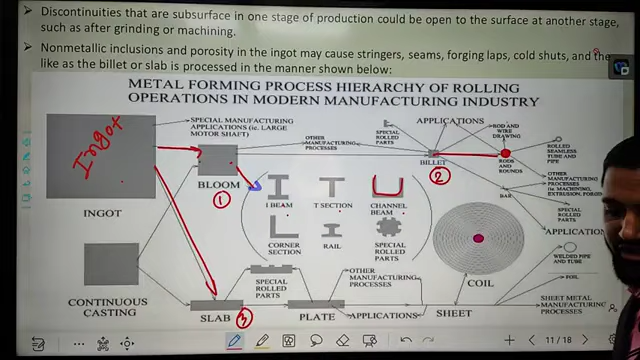 Discontinuities that are subsurface in one stage of production could be open to the surface at another stage,
such as after grinding or machining.
Nonmetallic inclusions and porosity in the ingot may cause stringers, seams, forging laps, cold shuts, and the
like as the billet or slab is processed in the manner shown below:
METAL FORMING PROCESS HIERARCHY OF ROLLING
OPERATIONS IN MODERN MANUFACTURING INDUSTRY
Ingot
INGOT
SPECIAL MANUFACTURING
APPLICATIONS (ie. LARGE
MOTOR SHAFT)
BLOOM
1
OTHER
MANUFACTURING
PROCESSES
SPECIAL
ROLLED
PARTS
APPLICATIONS
BILLET
2
ROD AND
WIRE
DRAWING
RODS
AND
ROUNDS
ROLLED
SEAMLESS
TUBE AND
PIPE
OTHER
MANUFACTURING
PROCESSES
(ie. MACHINING,
EXTRUSION, FORGING
BAR
SPECIAL
ROLLED
PARTS
APPLICATION
I BEAM
T SECTION
CHANNEL
BEAM
CORNER
SECTION
RAIL
SPECIAL
ROLLED
PARTS
COIL
WELDED PIPE
AND TUBE
CONTINUOUS
CASTING
SLAB
3
SPECIAL
ROLLED
PARTS
PLATE
OTHER
MANUFACTURING
PROCESSES
APPLICATIONS
SHEET
FOIL
SHEET METAL
MANUFACTURING
PROCESSES
11 / 18